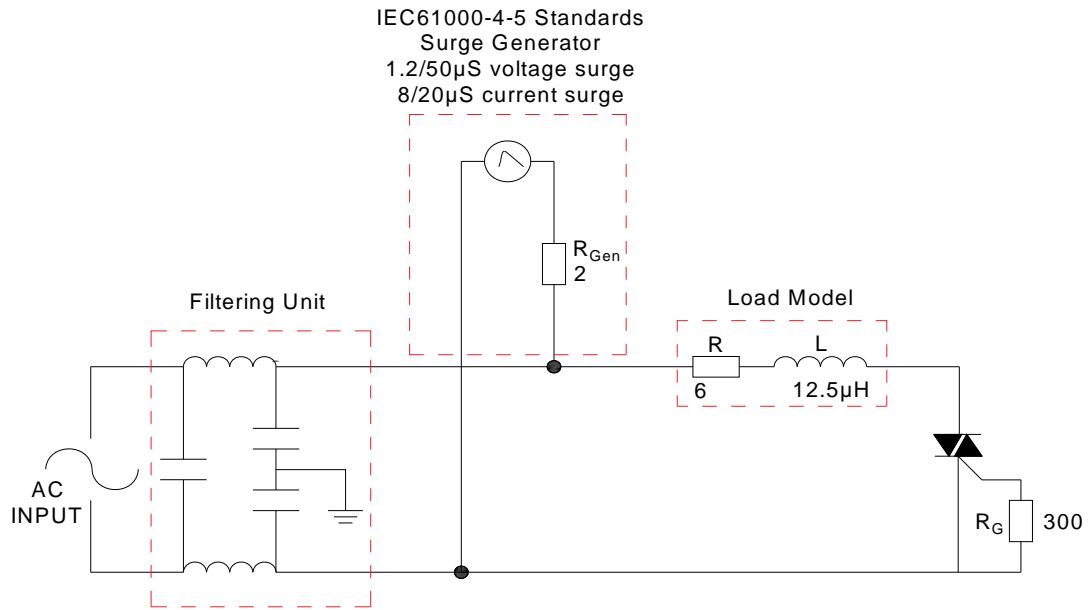 IEC61000-4-5 Standards
Surge Generator
1.2/50µS voltage surge
8/20µS current surge
RGen
2
Filtering Unit
Load Model
R
L
6
12.5µH
AC
INPUT
RG
300